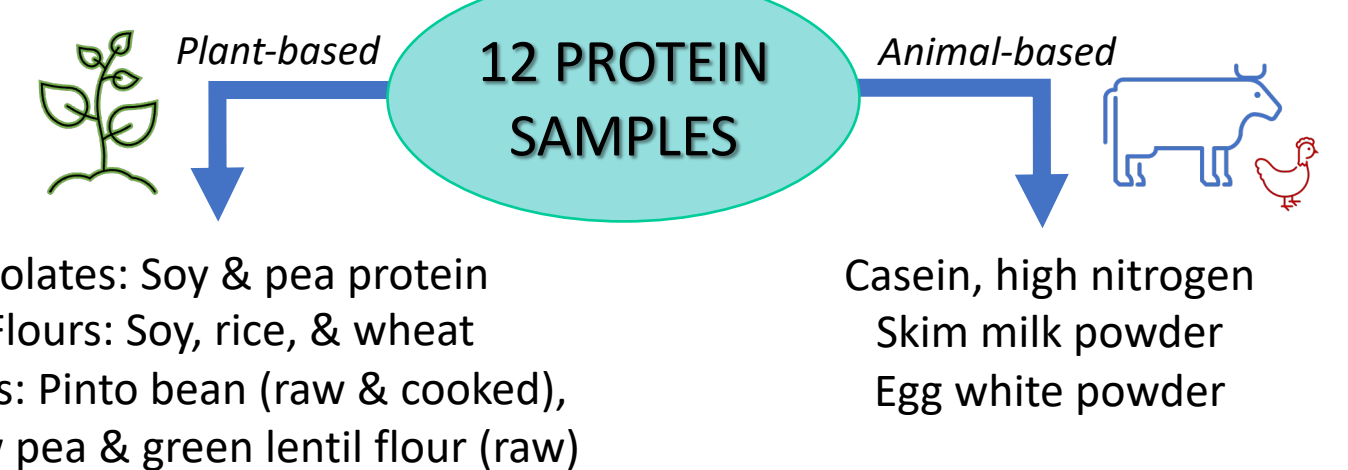 Plant-based
12 PROTEIN
SAMPLES
Animal-based
olates: Soy & pea protein
Flours: Soy, rice, & wheat
s: Pinto bean (raw & cooked),
pea & green lentil flour (raw)
Casein, high nitrogen
Skim milk powder
Egg white powder